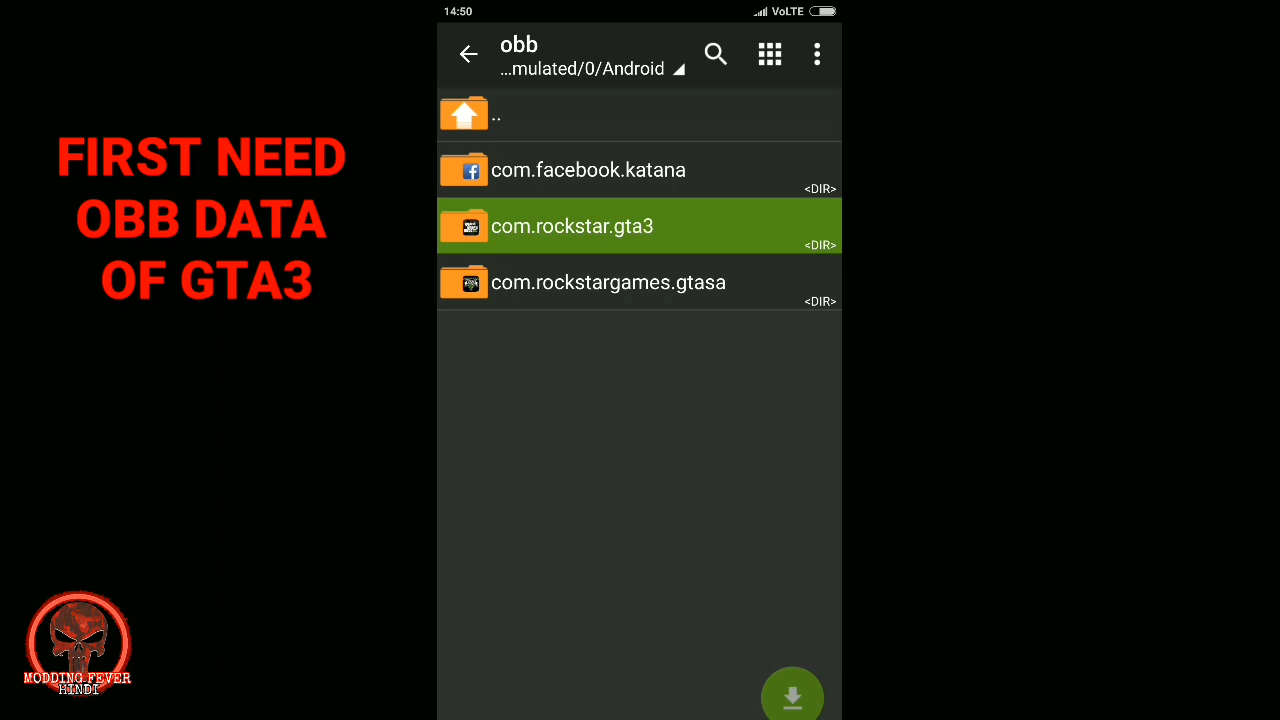 14:50
VoLTE
obb
...mulated/0/Android
..
com.facebook.katana
<DIR>
com.rockstar.gta3
<DIR>
com.rockstargames.gtasa
<DIR>
FIRST NEED
OBB DATA
OF GTA3
MODDING FEVER
HINDI